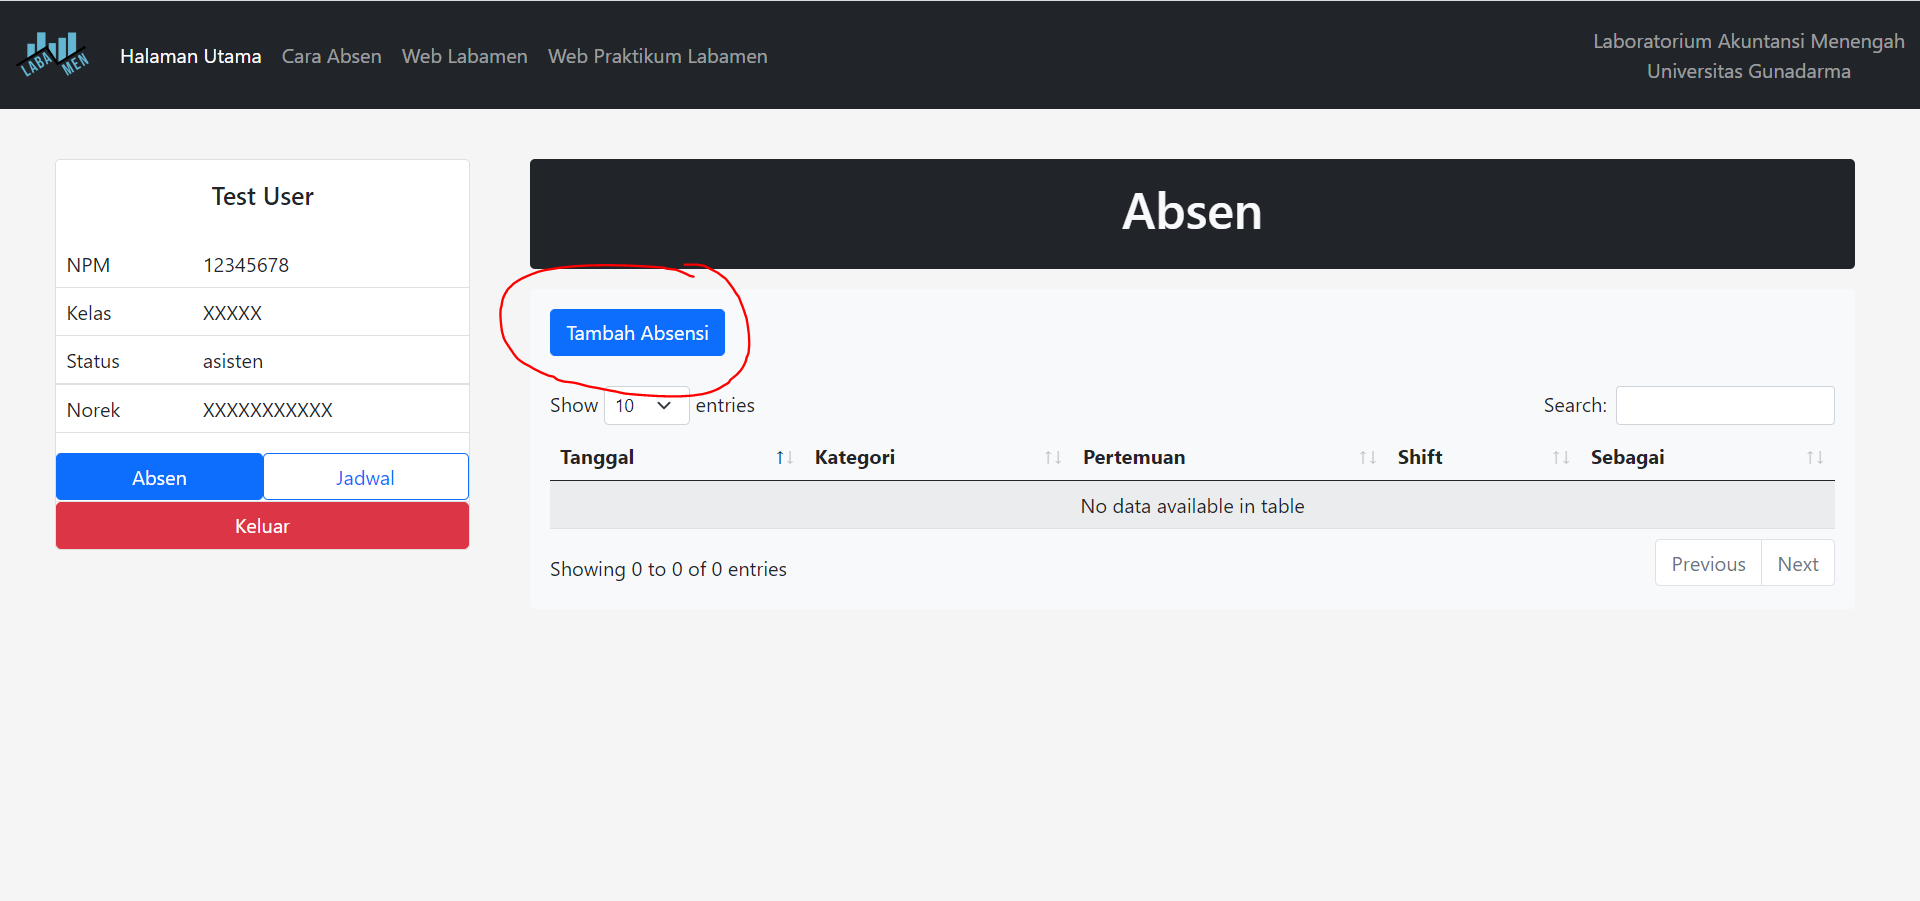 LABA MEN
Halaman Utama Cara Absen Web Labamen Web Praktikum Labamen
Laboratorium Akuntansi Menengah
Universitas Gunadarma
Test User
NPM 12345678
Kelas XXXXX
Status asisten
Norek XXXXXXXXXXX
Absen Jadwal
Keluar
Absen
Tambah Absensi
Show 10 entries
Search:
Tanggal Kategori Pertemuan Shift Sebagai
No data available in table
Showing 0 to 0 of 0 entries
Previous Next